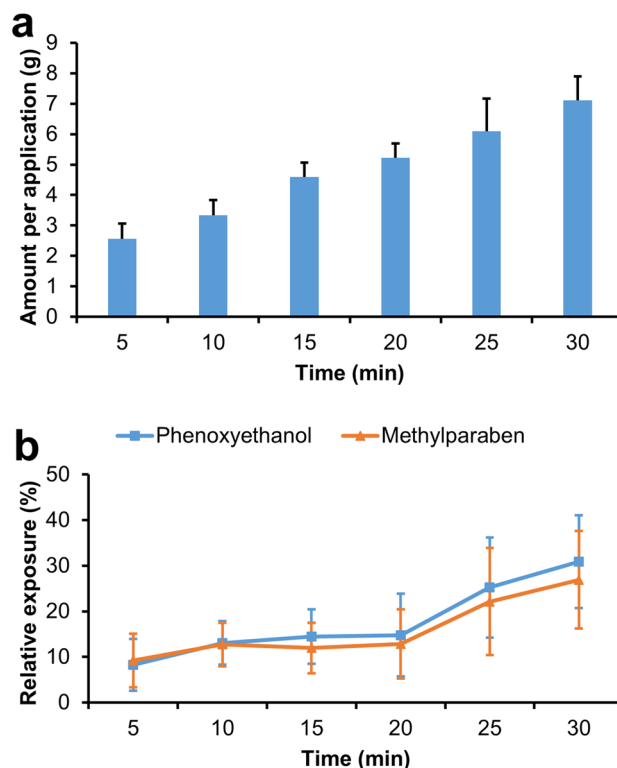 a
Amount per application (g)
9
8
7
6
5
4
3
2
1
0
5 10 15 20 25 30
Time (min)
b
Phenoxyethanol Methylparaben
Relative exposure (%)
50
40
30
20
10
0
5 10 15 20 25 30
Time (min)